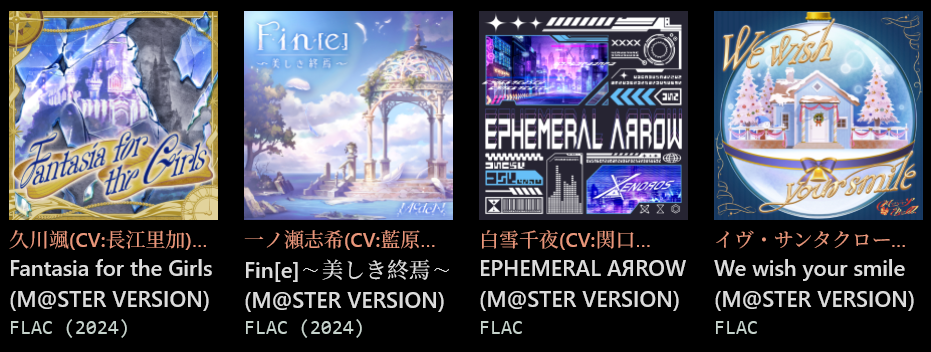 Fantasia for
the Girls
Fin[e]
～美しき終焉～
EPHEMERAL AЯROW
XENOROS
We wish
your smile
久川颯(CV:長江里加)...
Fantasia for the Girls
(M@STER VERSION)
FLAC (2024)
一ノ瀬志希(CV:藍原...
Fin[e]～美しき終焉～
(M@STER VERSION)
FLAC (2024)
白雪千夜(CV:関口...
EPHEMERAL AЯROW
(M@STER VERSION)
FLAC
イヴ・サンタクロー...
We wish your smile
(M@STER VERSION)
FLAC